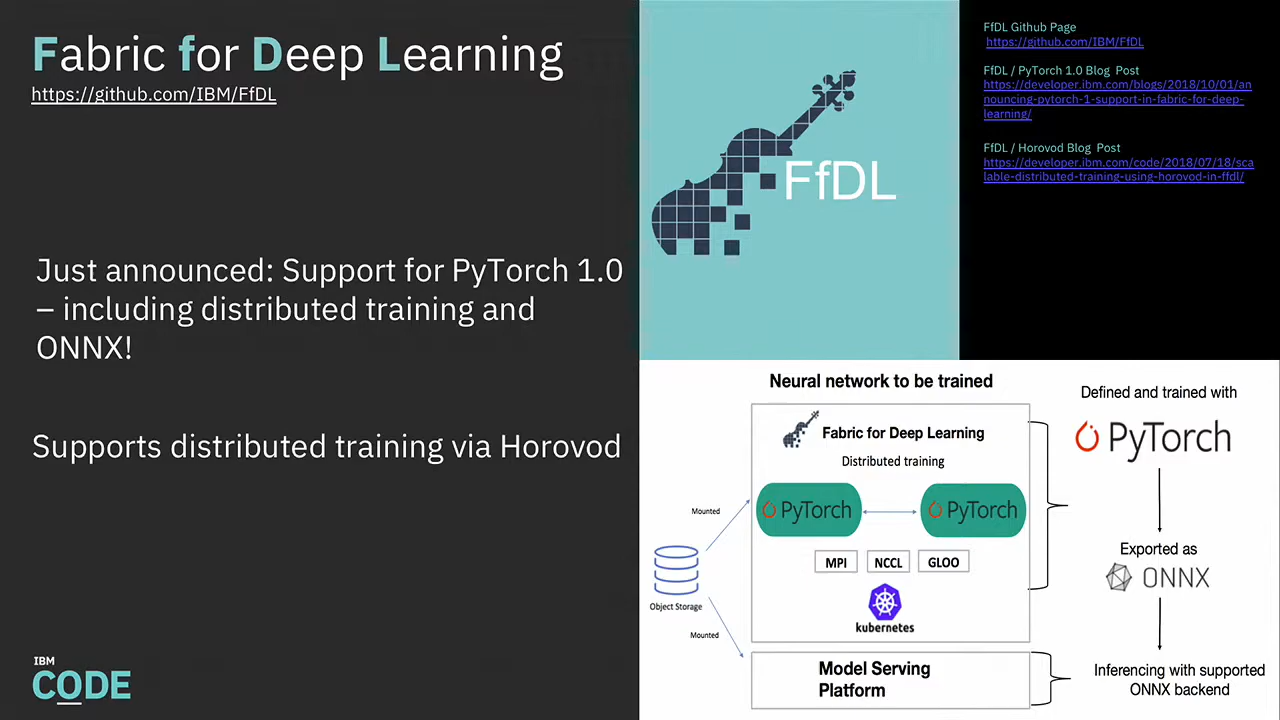 Fabric for Deep Learning
https://github.com/IBM/FfDL
Just announced: Support for PyTorch 1.0
– including distributed training and
ONNX!
Supports distributed training via Horovod
IBM
CODE
FfDL
FfDL Github Page
https://github.com/IBM/FfDL
FfDL / PyTorch 1.0 Blog Post
https://developer.ibm.com/blogs/2018/10/01/an
nouncing-pytorch-1-support-in-fabric-for-deep-
learning/
FfDL / Horovod Blog Post
https://developer.ibm.com/code/2018/07/18/sca
lable-distributed-training-using-horovod-in-ffdl/
Neural network to be trained
Fabric for Deep Learning
Distributed training
PyTorch
PyTorch
MPI
NCCL
GLOO
kubernetes
Mounted
Object Storage
Mounted
Model Serving
Platform
Defined and trained with
PyTorch
Exported as
ONNX
Inferencing with supported
ONNX backend